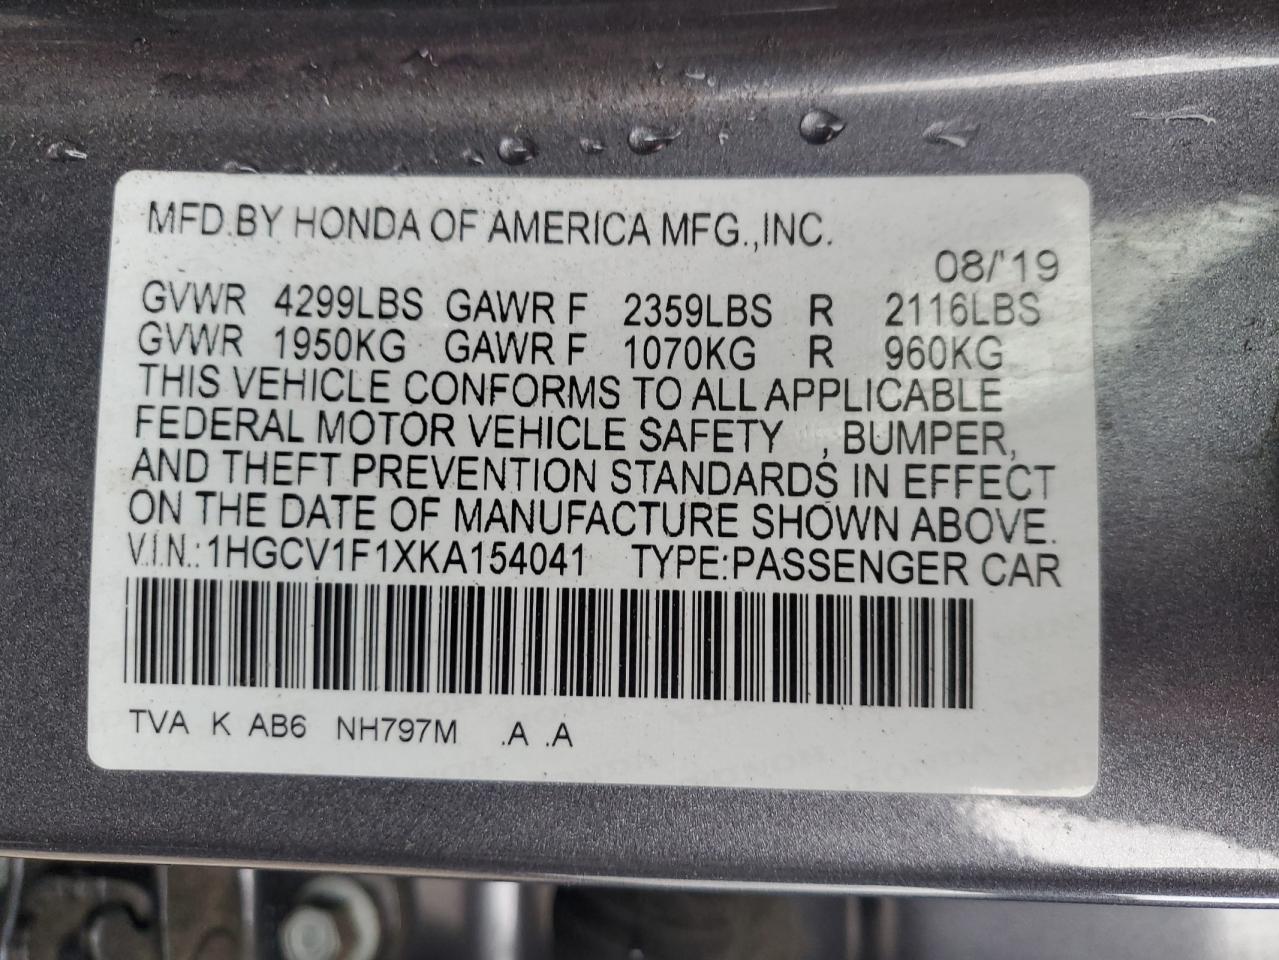 MFD.BY HONDA OF AMERICA MFG.,INC.
08/'19
GVWR 4299LBS GAWR F 2359LBS R 2116LBS
GVWR 1950KG GAWR F 1070KG R 960KG
THIS VEHICLE CONFORMS TO ALL APPLICABLE
FEDERAL MOTOR VEHICLE SAFETY , BUMPER,
AND THEFT PREVENTION STANDARDS IN EFFECT
ON THE DATE OF MANUFACTURE SHOWN ABOVE.
V.I.N.:1HGCV1F1XKA154041 TYPE:PASSENGER CAR
TVA K AB6 NH797M .A .A